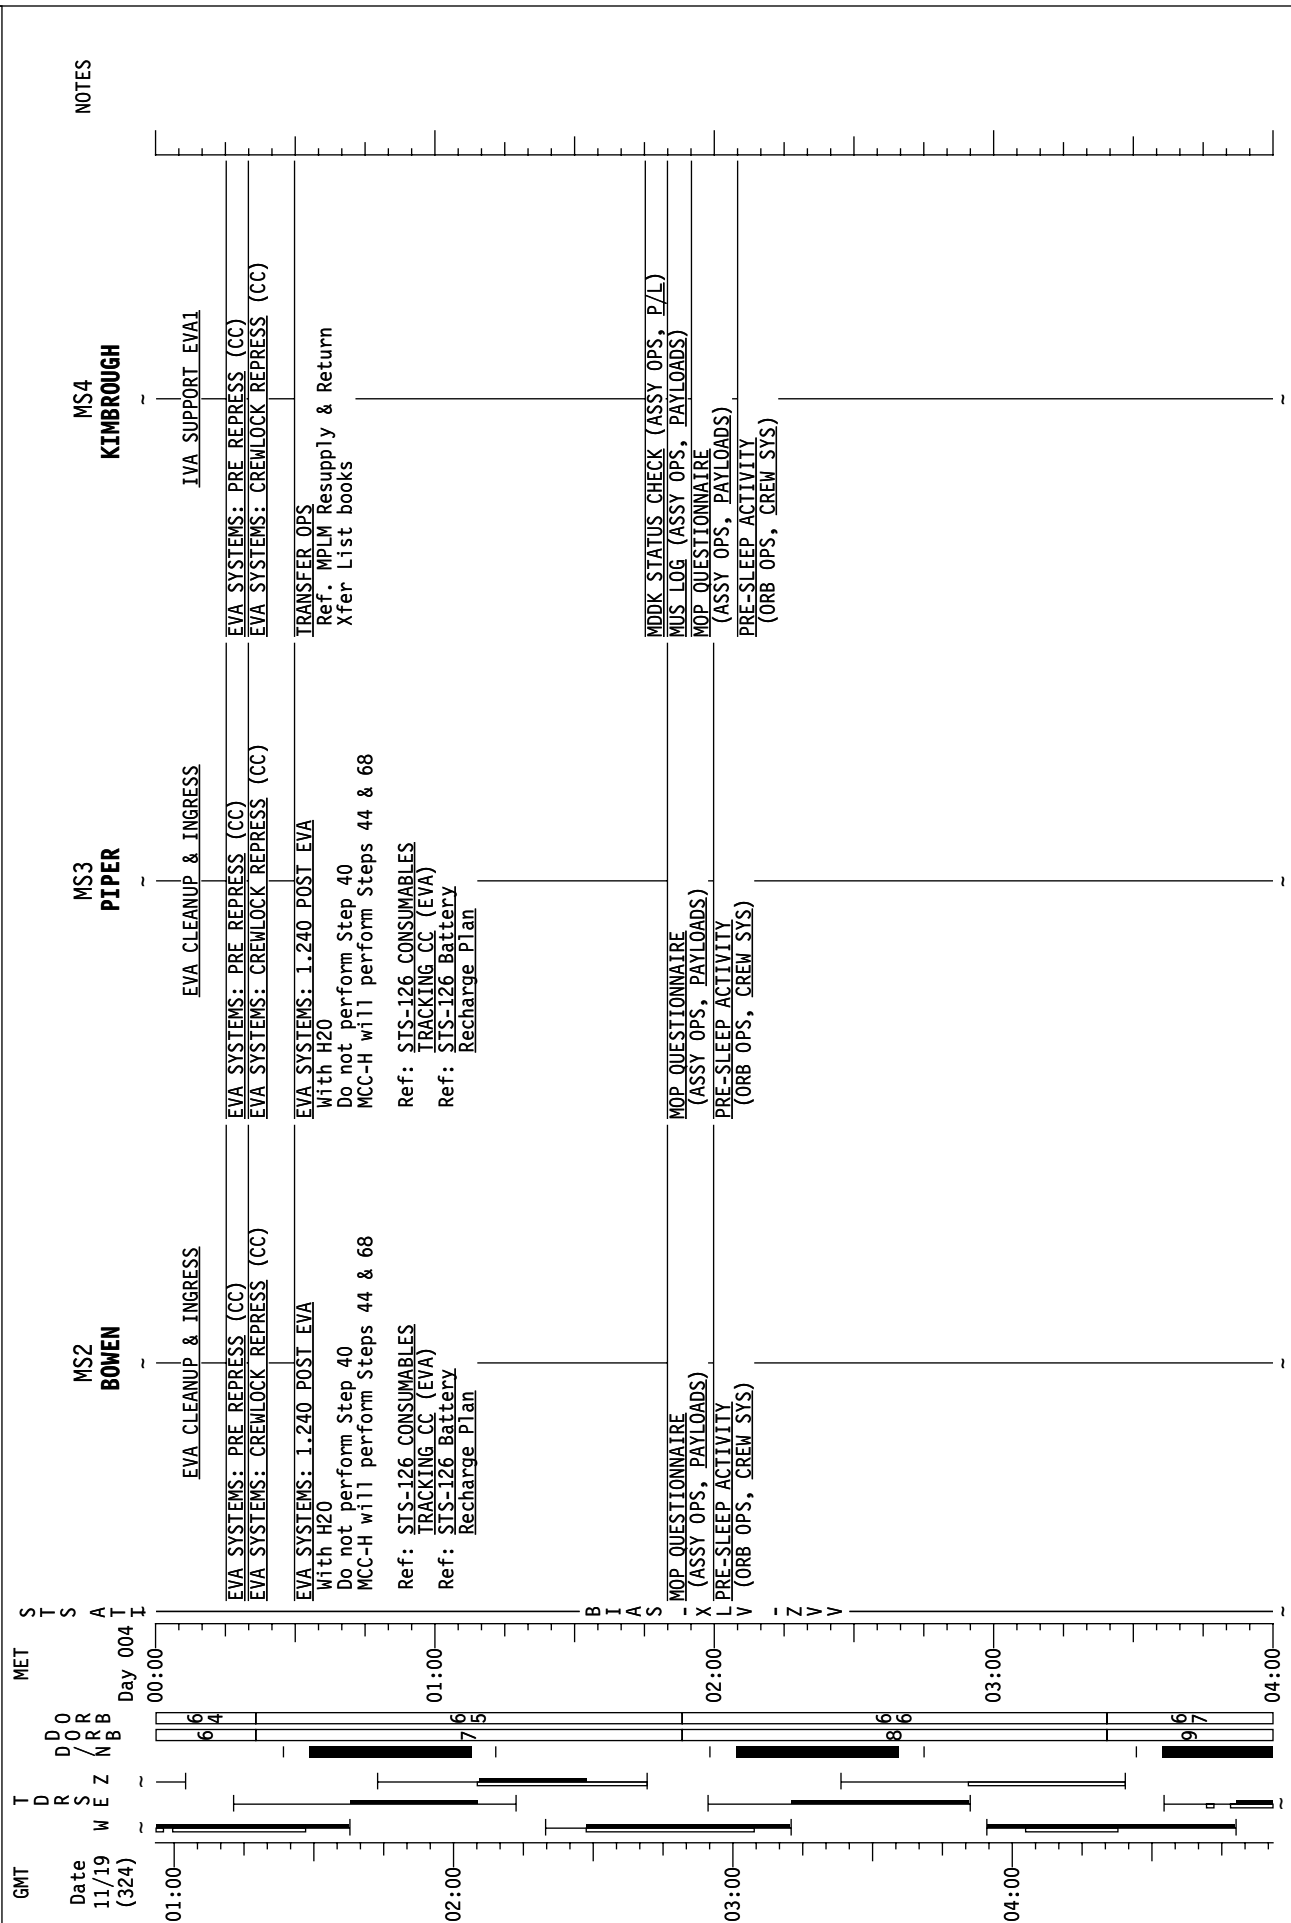 GMT
Date
11/19
(324)
01:00
02:00
03:00
04:00
T
D
R
S
W E Z
D O
D O R
/ R B
N B
6 7 8 9
64
65
66
67
MET
Day 004
00:00
01:00
02:00
03:00
04:00
S
T
S
A
T
T
B
I
A
S
-
X
L
V
-
Z
V
V
MS2
BOWEN
EVA CLEANUP & INGRESS
EVA SYSTEMS: PRE REPRESS (CC)
EVA SYSTEMS: CREWLOCK REPRESS (CC)
EVA SYSTEMS: 1.240 POST EVA
With H2O
Do not perform Step 40
MCC-H will perform Steps 44 & 68
Ref: STS-126 CONSUMABLES
TRACKING CC (EVA)
Ref: STS-126 Battery
Recharge Plan
MOP QUESTIONNAIRE
(ASSY OPS, PAYLOADS)
PRE-SLEEP ACTIVITY
(ORB OPS, CREW SYS)
MS3
PIPER
EVA CLEANUP & INGRESS
EVA SYSTEMS: PRE REPRESS (CC)
EVA SYSTEMS: CREWLOCK REPRESS (CC)
EVA SYSTEMS: 1.240 POST EVA
With H2O
Do not perform Step 40
MCC-H will perform Steps 44 & 68
Ref: STS-126 CONSUMABLES
TRACKING CC (EVA)
Ref: STS-126 Battery
Recharge Plan
MOP QUESTIONNAIRE
(ASSY OPS, PAYLOADS)
PRE-SLEEP ACTIVITY
(ORB OPS, CREW SYS)
MS4
KIMBROUGH
IVA SUPPORT EVA1
EVA SYSTEMS: PRE REPRESS (CC)
EVA SYSTEMS: CREWLOCK REPRESS (CC)
TRANSFER OPS
Ref. MPLM Resupply & Return
Xfer List books
MDDK STATUS CHECK (ASSY OPS, P/L)
MUS LOG (ASSY OPS, PAYLOADS)
MOP QUESTIONNAIRE
(ASSY OPS, PAYLOADS)
PRE-SLEEP ACTIVITY
(ORB OPS, CREW SYS)
NOTES